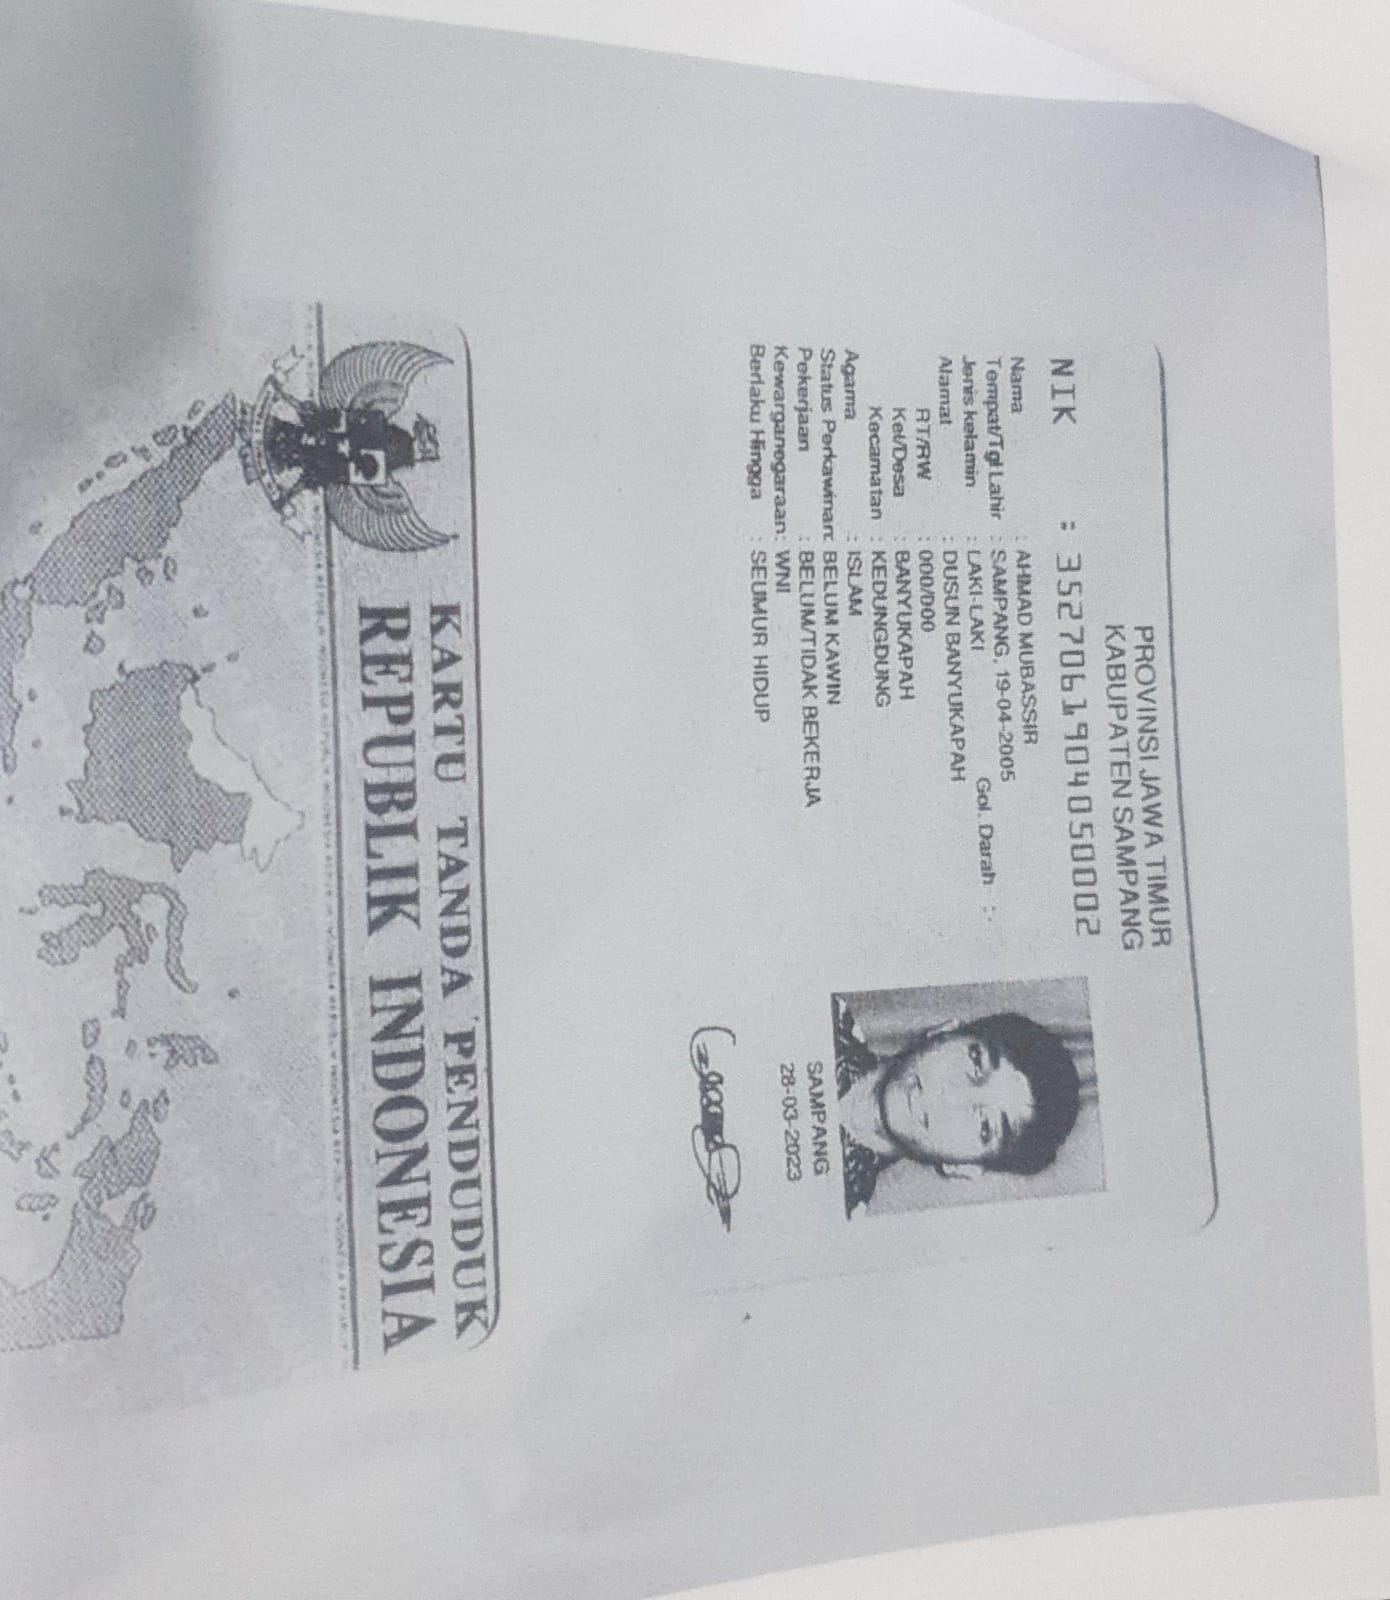 PROVINSI JAWA TIMUR
KABUPATEN SAMPANG
NIK : 3527061904050002
Nama : AHMAD MUBASSIR
Tempat/Tgl Lahir : SAMPANG, 19-04-2005
Jenis kelamin : LAKI-LAKI Gol. Darah : -
Alamat : DUSUN BANYUKAPAH
RT/RW : 000/000
Kel/Desa : BANYUKAPAH
Kecamatan : KEDUNGDUNG
Agama : ISLAM
Status Perkawinan: BELUM KAWIN
Pekerjaan : BELUM/TIDAK BEKERJA
Kewarganegaraan: WNI
Berlaku Hingga : SEUMUR HIDUP
SAMPANG
28-03-2023
KARTU TANDA PENDUDUK
REPUBLIK INDONESIA